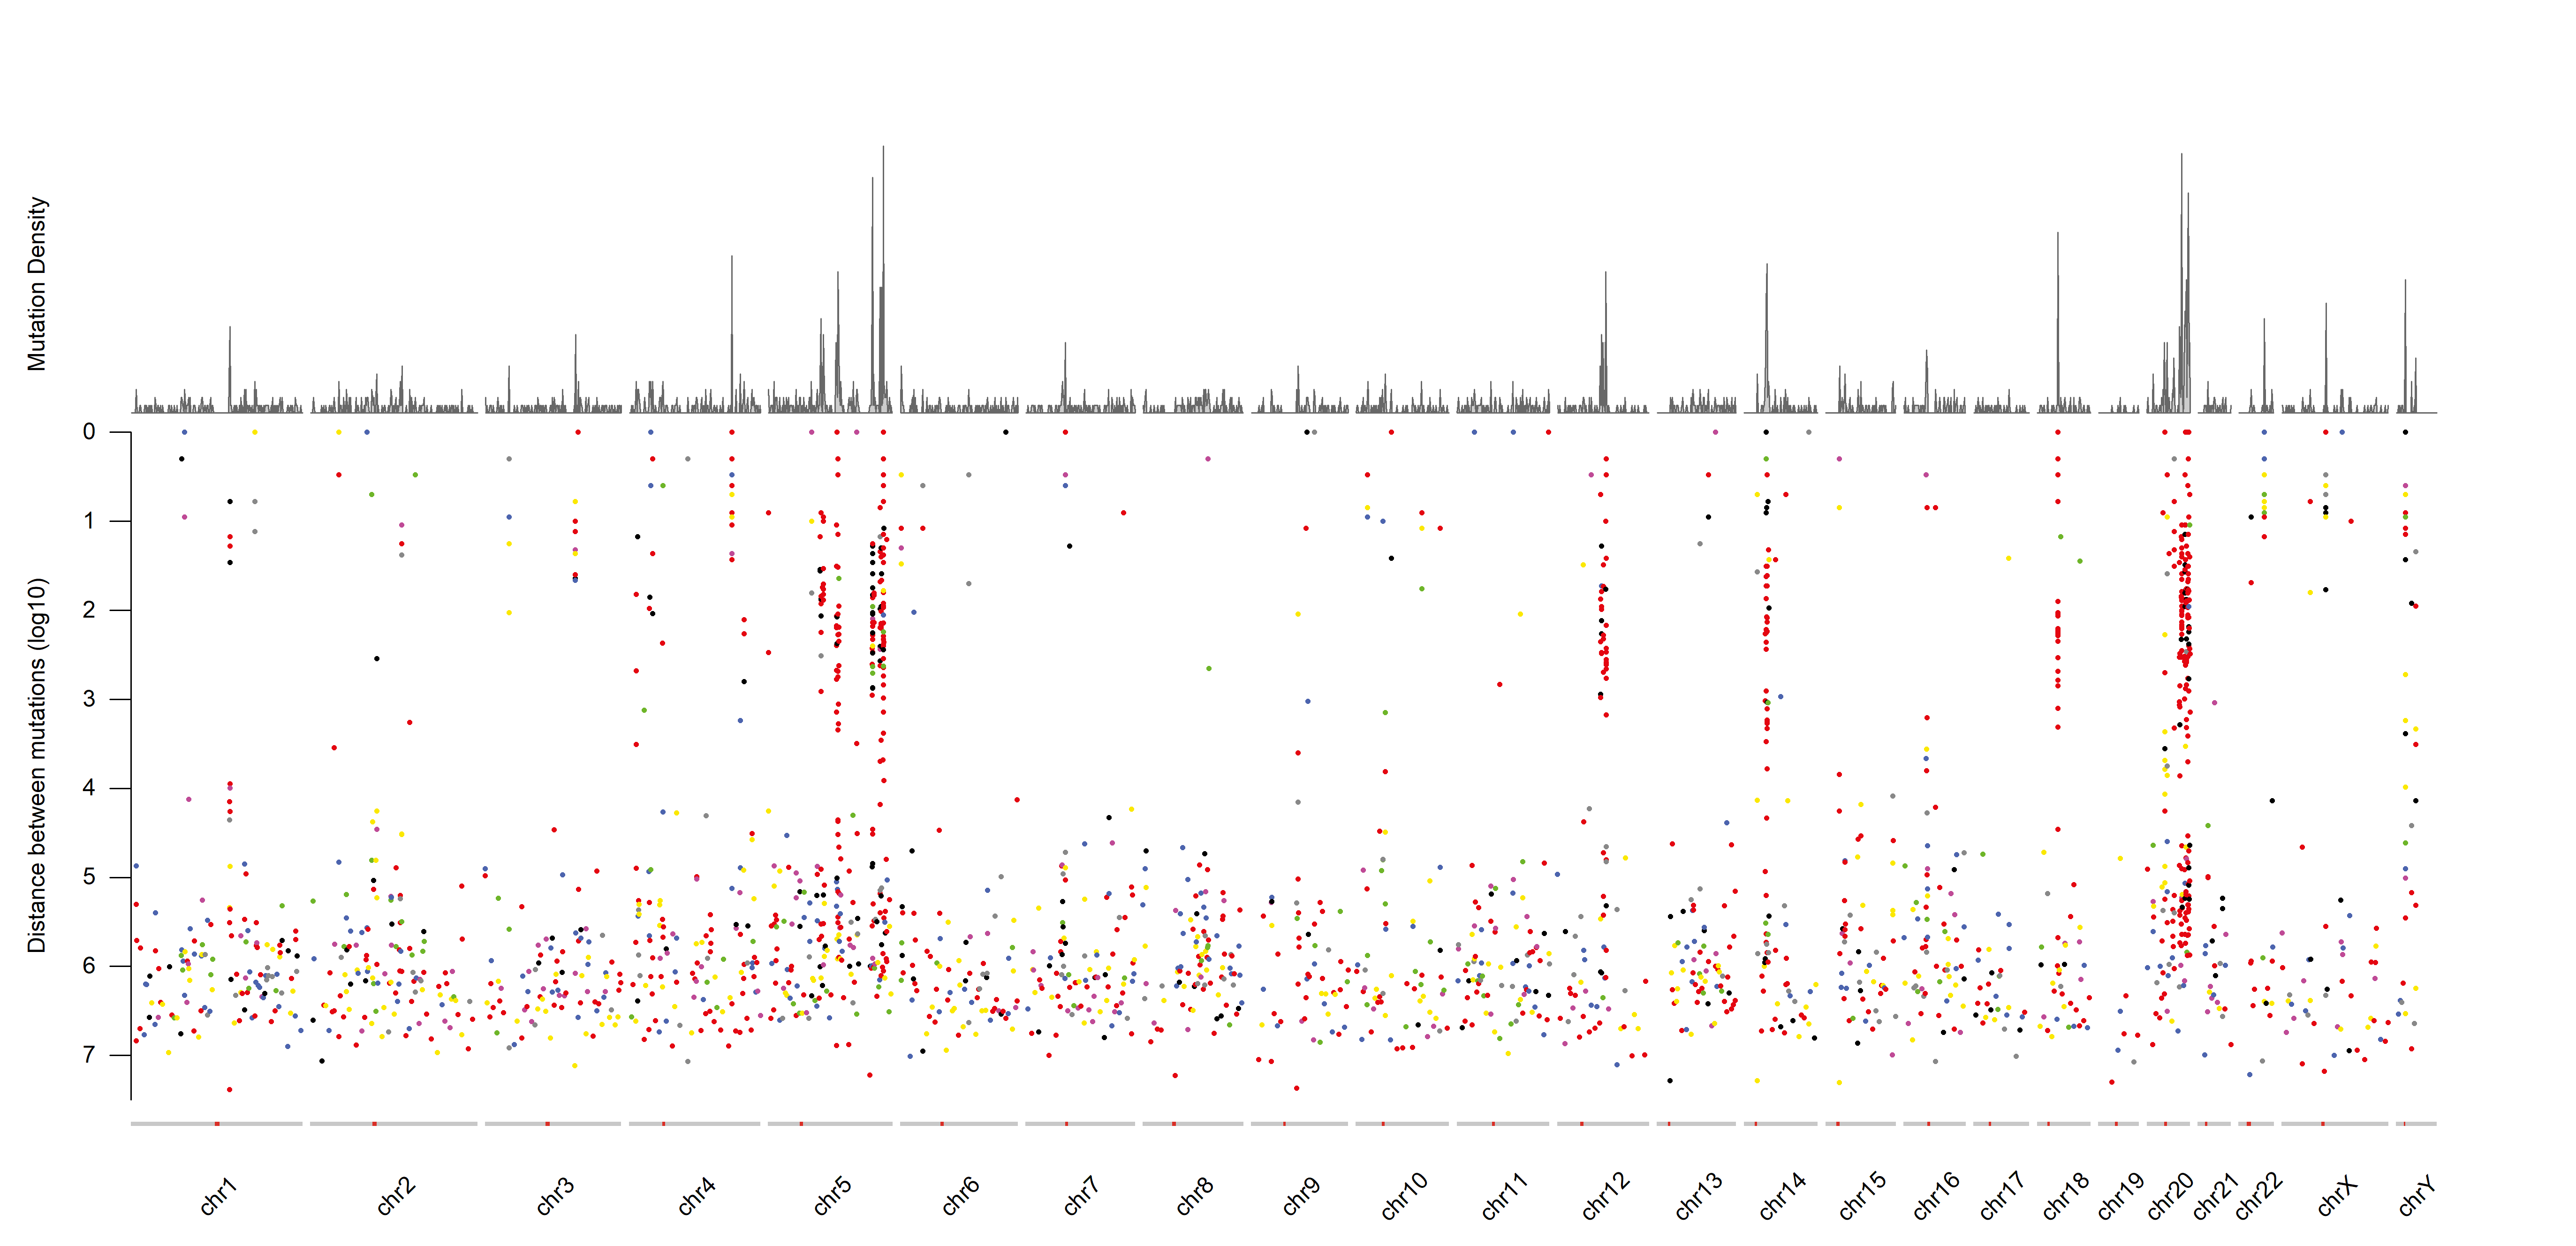 Mutation Density
Distance between mutations (log10)
0
1
2
3
4
5
6
7
chr1
chr2
chr3
chr4
chr5
chr6
chr7
chr8
chr9
chr10
chr11
chr12
chr13
chr14
chr15
chr16
chr17
chr18
chr19
chr20
chr21
chr22
chrX
chrY